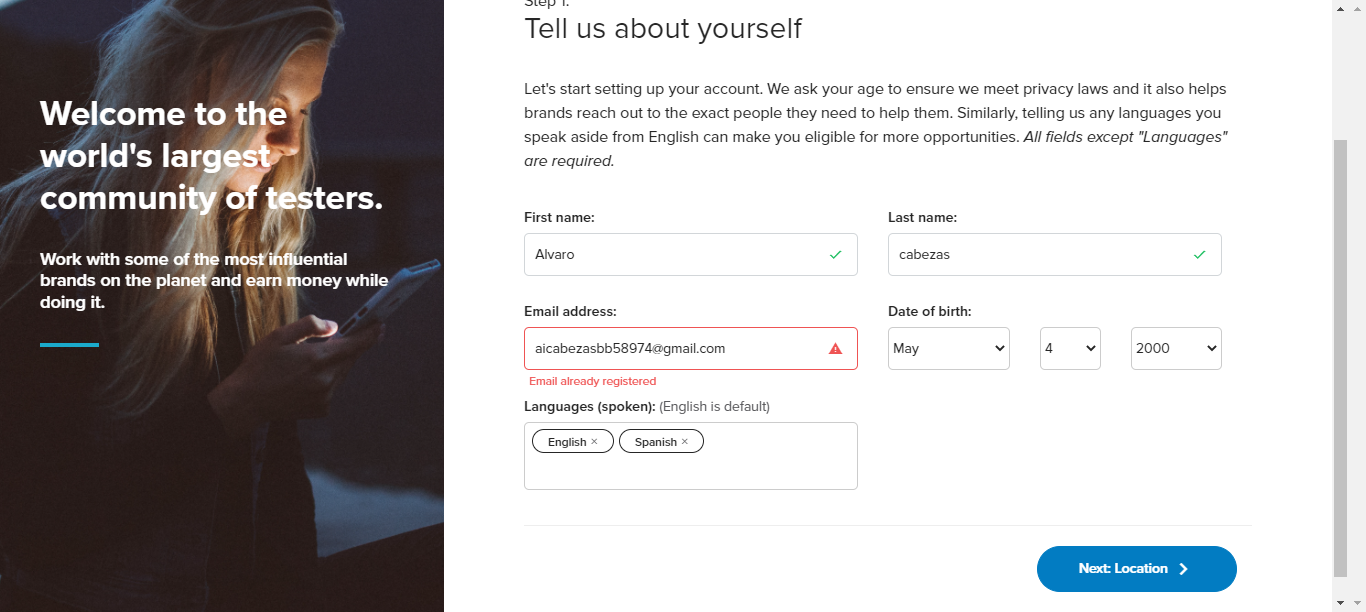 Step 1.
Tell us about yourself
Welcome to the
world's largest
community of testers.
Work with some of the most influential
brands on the planet and earn money while
doing it.
Let's start setting up your account. We ask your age to ensure we meet privacy laws and it also helps
brands reach out to the exact people they need to help them. Similarly, telling us any languages you
speak aside from English can make you eligible for more opportunities. All fields except "Languages"
are required.
First name:
Last name:
Alvaro
cabezas
Email address:
Date of birth:
aicabezasbb58974@gmail.com
May
4
2000
Email already registered
Languages (spoken): (English is default)
English ×
Spanish ×
Next: Location